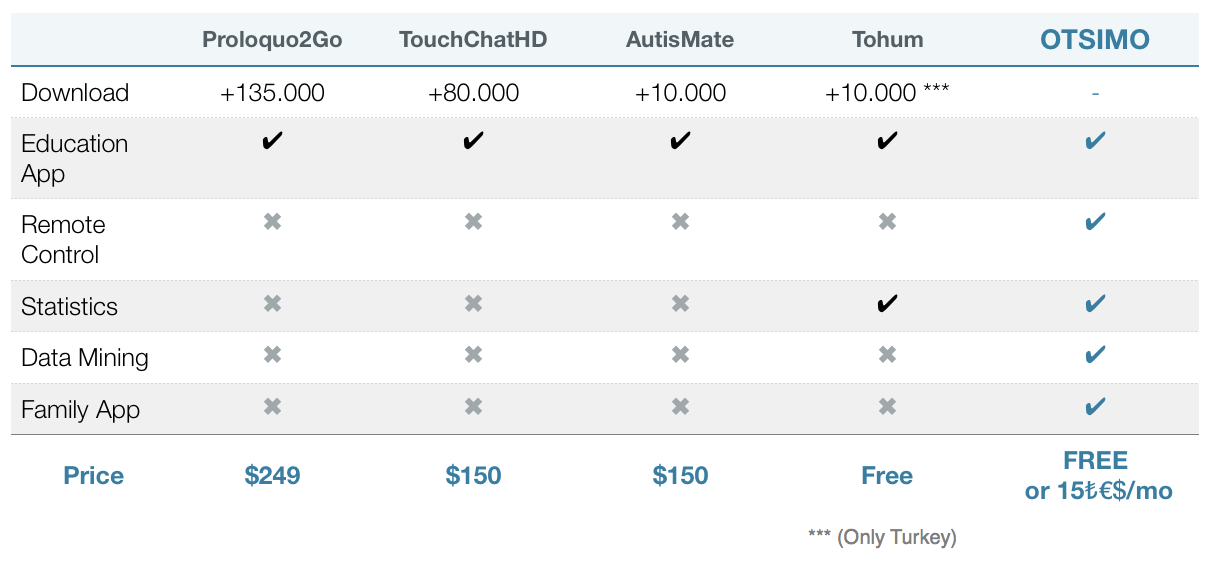 Proloquo2Go TouchChatHD AutisMate Tohum OTSIMO
Download +135.000 +80.000 +10.000 +10.000 *** -
Education ✔ ✔ ✔ ✔ ✔
App
Remote ✖ ✖ ✖ ✖ ✔
Control
Statistics ✖ ✖ ✖ ✔ ✔
Data Mining ✖ ✖ ✖ ✖ ✔
Family App ✖ ✖ ✖ ✖ ✔
Price $249 $150 $150 Free FREE
or 15₺€$/mo
*** (Only Turkey)